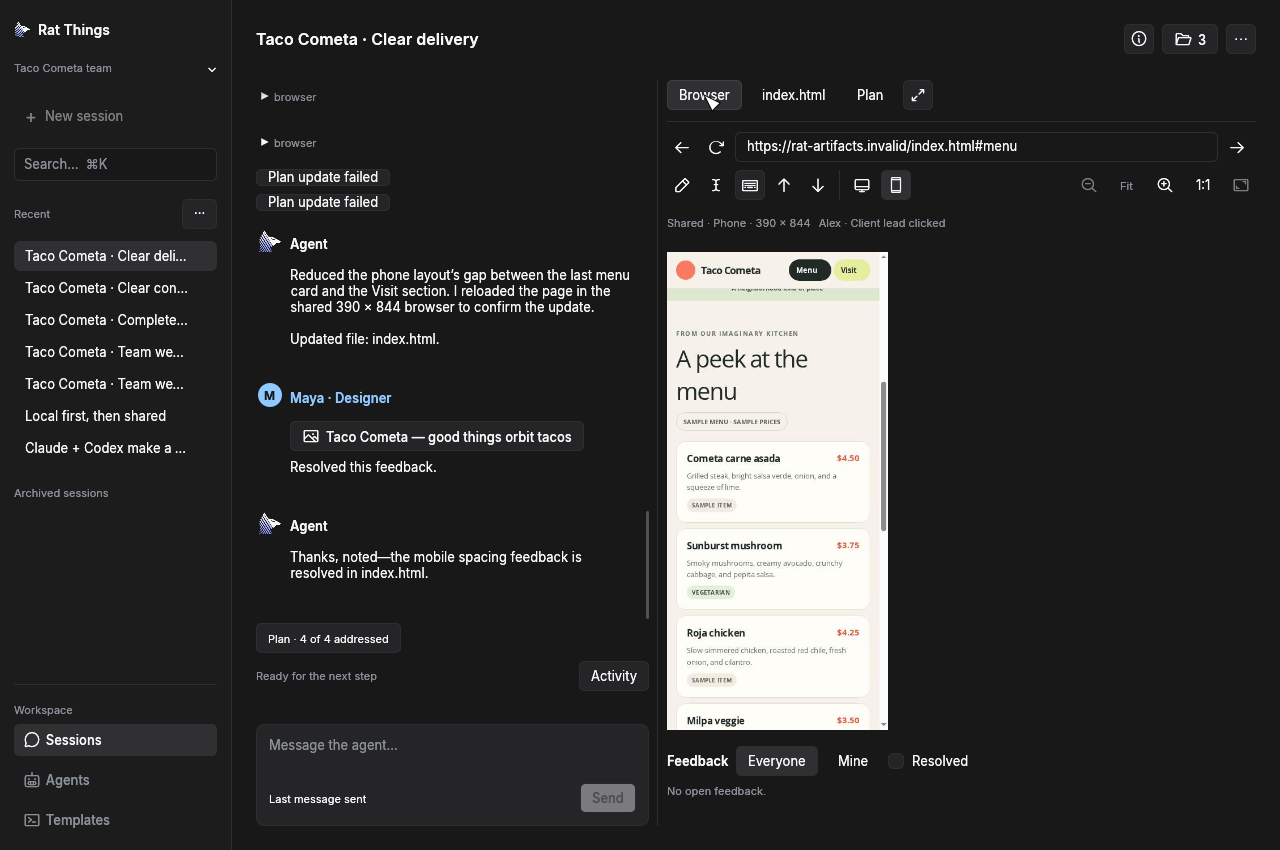 Rat Things
Taco Cometa team
+ New session
Search... ⌘K
Recent
Taco Cometa · Clear deli...
Taco Cometa · Clear con...
Taco Cometa · Complete...
Taco Cometa · Team we...
Taco Cometa · Team we...
Local first, then shared
Claude + Codex make a ...
Archived sessions
Workspace
Sessions
Agents
Templates
Taco Cometa · Clear delivery
3
browser
browser
Plan update failed
Plan update failed
Agent
Reduced the phone layout's gap between the last menu
card and the Visit section. I reloaded the page in the
shared 390 × 844 browser to confirm the update.
Updated file: index.html.
M
Maya · Designer
Taco Cometa — good things orbit tacos
Resolved this feedback.
Agent
Thanks, noted—the mobile spacing feedback is
resolved in index.html.
Plan · 4 of 4 addressed
Ready for the next step
Activity
Message the agent...
Last message sent
Send
Browser
index.html
Plan
https://rat-artifacts.invalid/index.html#menu
Fit
1:1
Shared · Phone · 390 × 844 Alex · Client lead clicked
Taco Cometa
Menu
Visit
FROM OUR IMAGINARY KITCHEN
A peek at the
menu
SAMPLE MENU · SAMPLE PRICES
Cometa carne asada $4.50
Grilled steak, bright salsa verde, onion, and a
squeeze of lime.
SAMPLE ITEM
Sunburst mushroom $3.75
Smoky mushrooms, creamy avocado, crunchy
cabbage, and pepita salsa.
VEGETARIAN
Roja chicken $4.25
Slow-simmered chicken, roasted red chile, fresh
onion, and cilantro.
SAMPLE ITEM
Milpa veggie $3.50
Feedback
Everyone
Mine
Resolved
No open feedback.